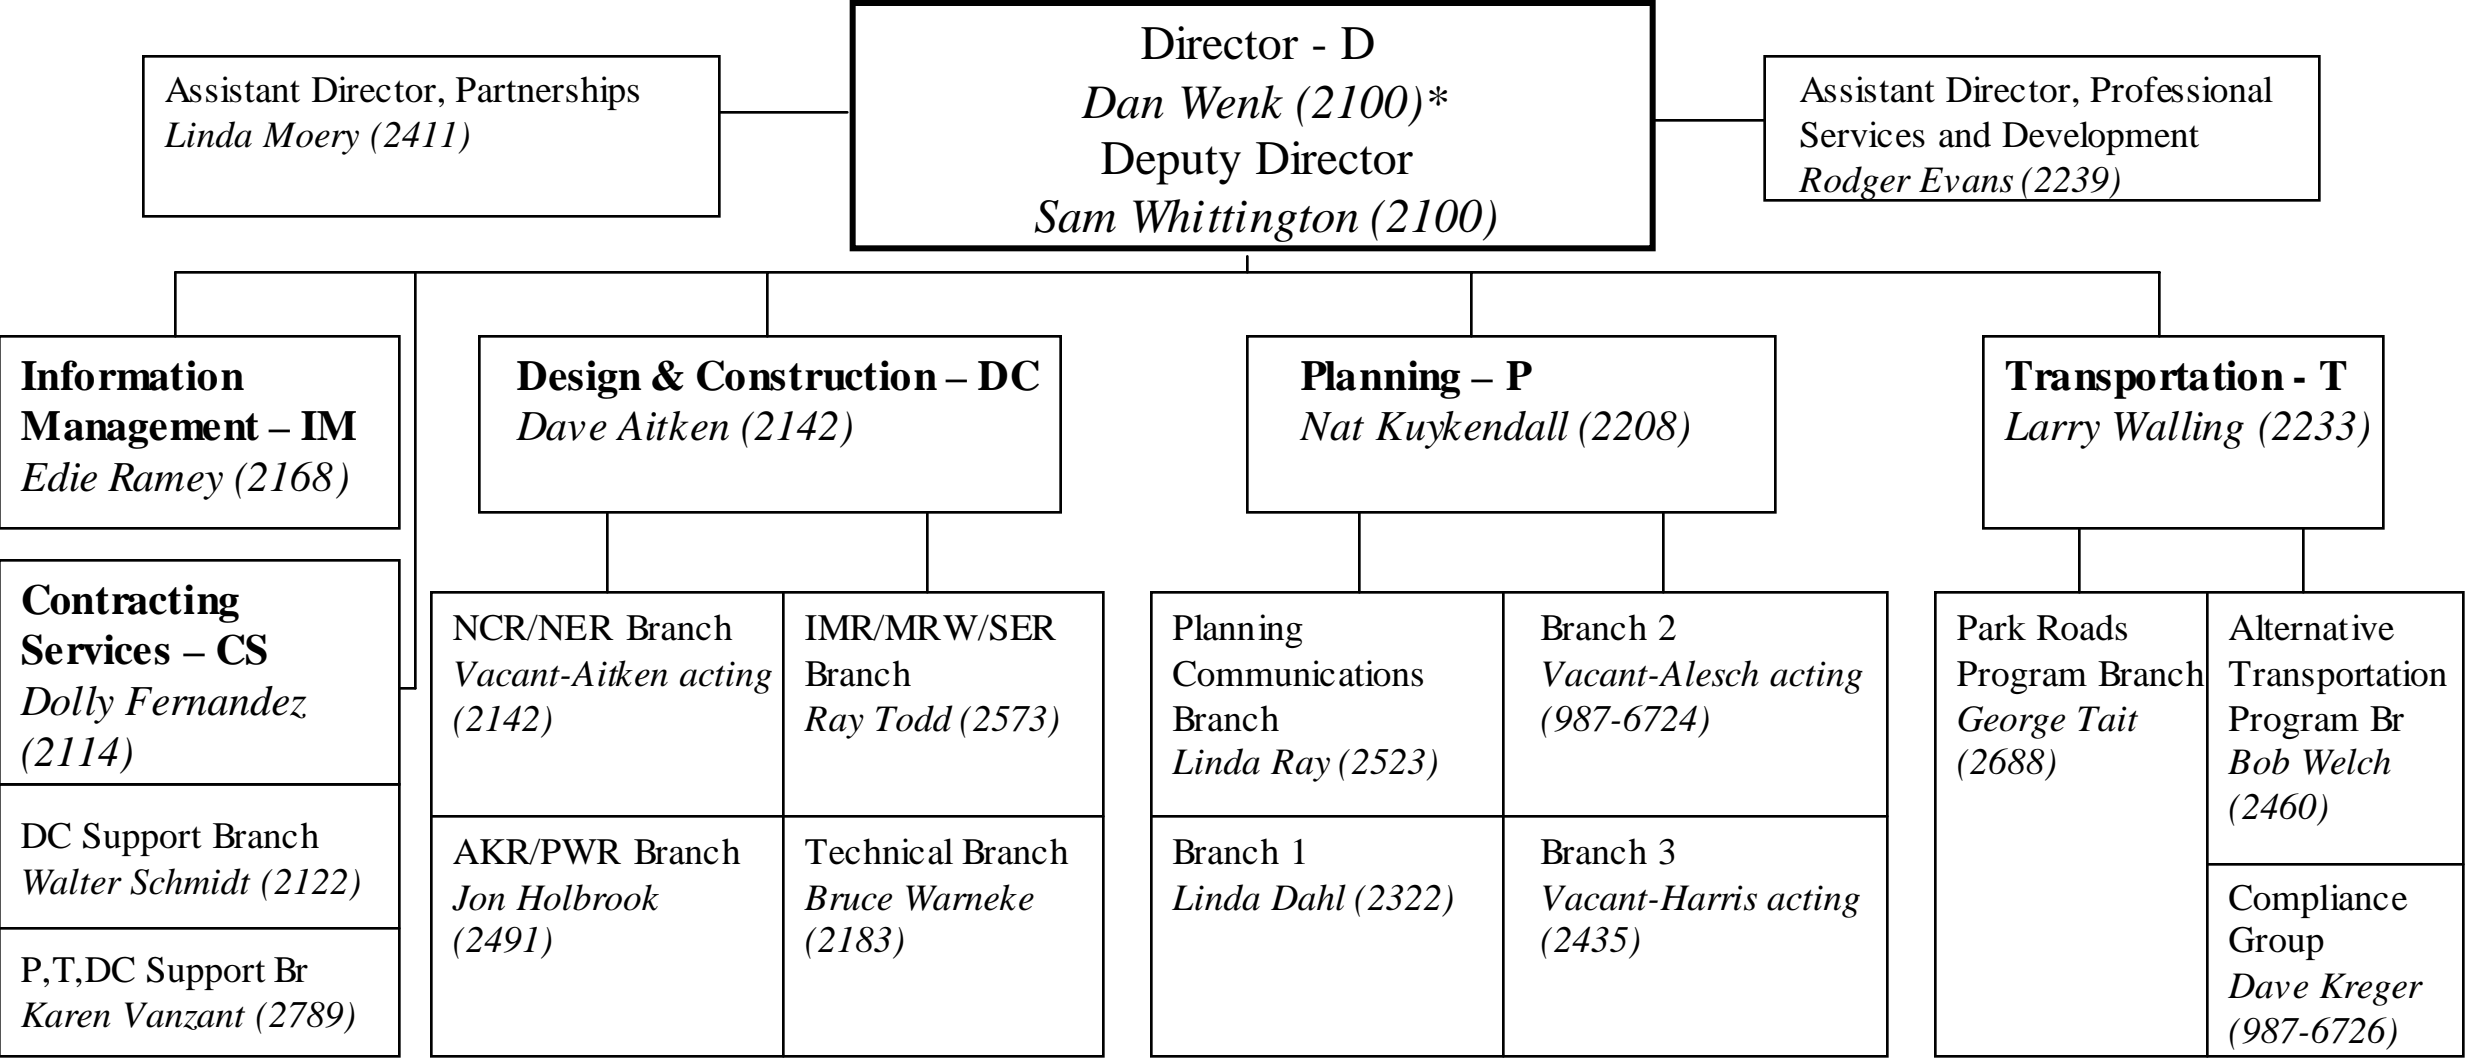 Director - D
Dan Wenk (2100)*
Deputy Director
Sam Whittington (2100)
Assistant Director, Partnerships
Linda Moery (2411)
Assistant Director, Professional
Services and Development
Rodger Evans (2239)
Information
Management – IM
Edie Ramey (2168)
Contracting
Services – CS
Dolly Fernandez
(2114)
DC Support Branch
Walter Schmidt (2122)
P,T,DC Support Br
Karen Vanzant (2789)
Design & Construction – DC
Dave Aitken (2142)
NCR/NER Branch
Vacant-Aitken acting
(2142)
IMR/MRW/SER
Branch
Ray Todd (2573)
AKR/PWR Branch
Jon Holbrook
(2491)
Technical Branch
Bruce Warneke
(2183)
Planning – P
Nat Kuykendall (2208)
Planning
Communications
Branch
Linda Ray (2523)
Branch 2
Vacant-Alesch acting
(987-6724)
Branch 1
Linda Dahl (2322)
Branch 3
Vacant-Harris acting
(2435)
Transportation - T
Larry Walling (2233)
Park Roads
Program Branch
George Tait
(2688)
Alternative
Transportation
Program Br
Bob Welch
(2460)
Compliance
Group
Dave Kreger
(987-6726)